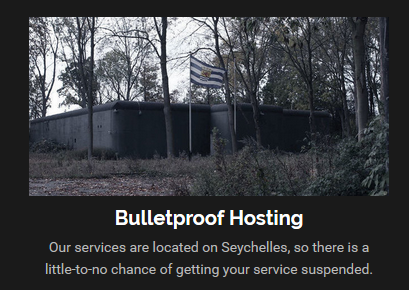 Bulletproof Hosting
Our services are located on Seychelles, so there is a
little-to-no chance of getting your service suspended.